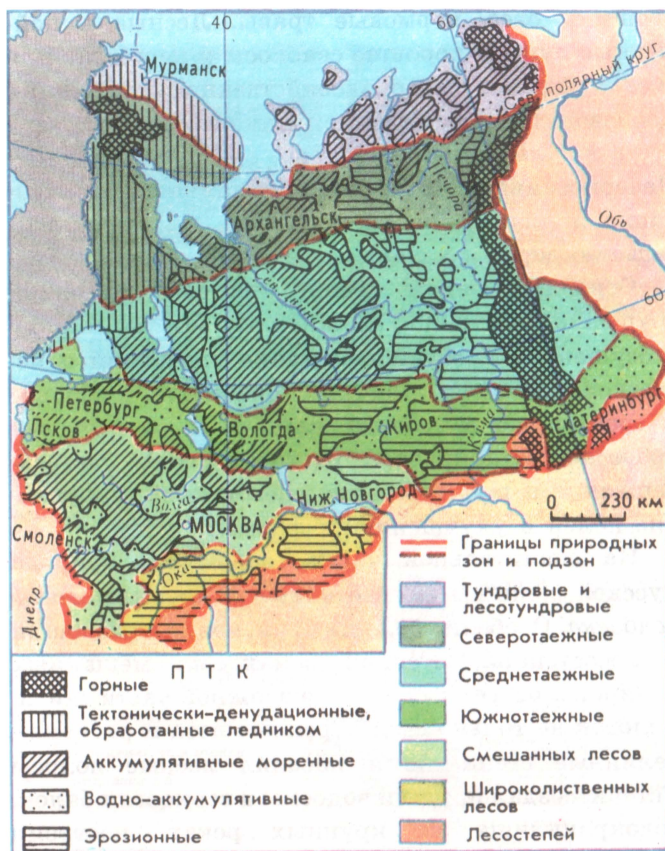 40
60
Мурманск
Сев. полярный круг
Печора
Обь
Архангельск
60
Петербург
Вологда
Киров
Екатеринбург
Псков
Волга
Ниж. Новгород
МОСКВА
0 230 км
Смоленск
Ока
Днепр
Границы природных
зон и подзон
Тундровые и
лесотундровые
Северотаежные
Среднетаежные
Южнотаежные
Смешанных лесов
Широколиственных
лесов
Лесостепей
ПТК
Горные
Тектонически-денудационные,
обработанные ледником
Аккумулятивные моренные
Водно-аккумулятивные
Эрозионные